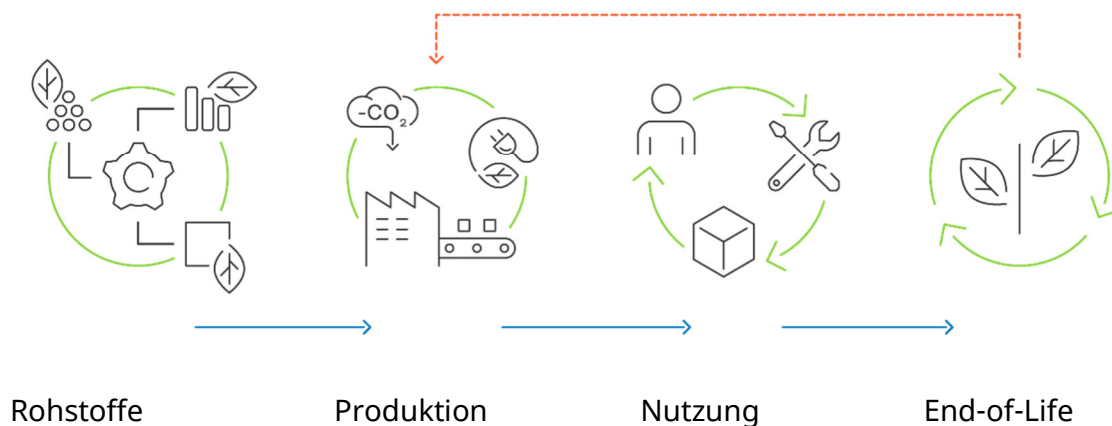 -CO₂
Rohstoffe
Produktion
Nutzung
End-of-Life